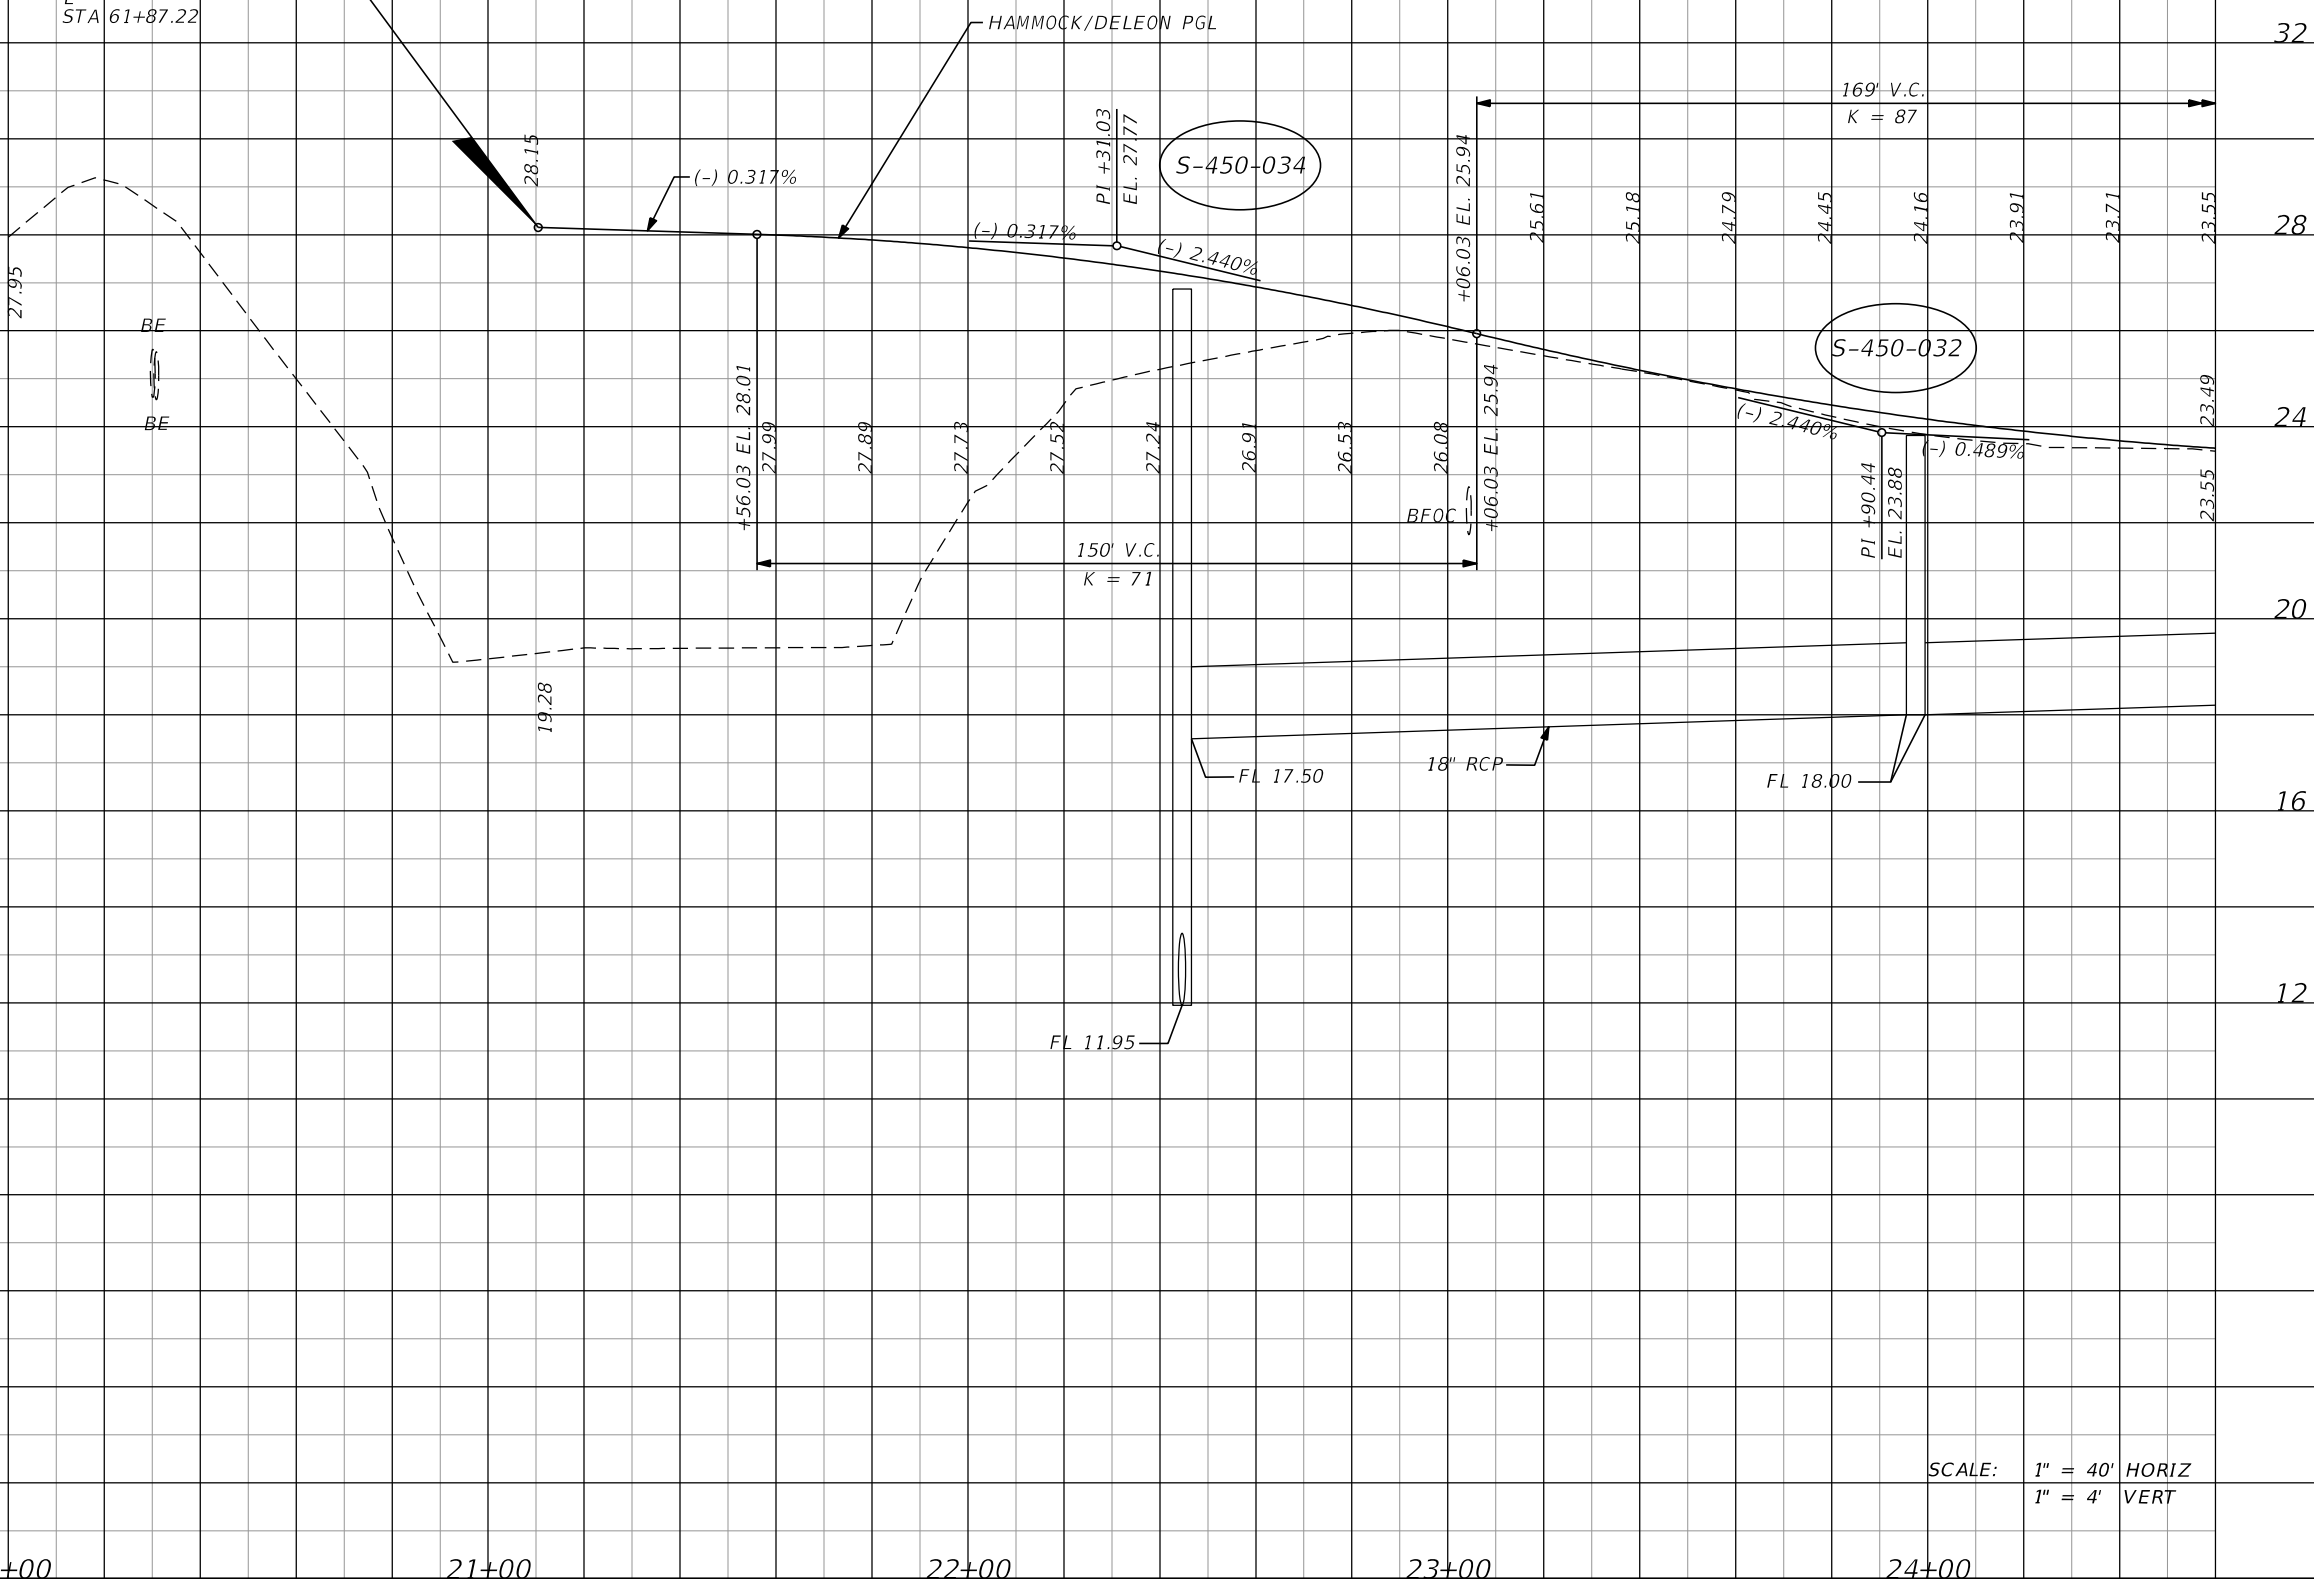 STA 61+87.22
HAMMOCK/DELEON PGL
32
169' V.C.
K = 87
28.15
(-) 0.317%
PI +31.03
EL. 27.77
S-450-034
+06.03 EL. 25.94
25.61
25.18
24.79
24.45
24.16
23.91
23.71
23.55
28
(-) 0.317%
(-) 2.440%
27.95
BE
BE
S-450-032
+56.03 EL. 28.01
27.99
27.89
27.73
27.52
27.24
26.91
26.53
26.08
+06.03 EL. 25.94
BFOC
(-) 2.440%
(-) 0.489%
23.49
24
23.55
PI +90.44
EL. 23.88
150' V.C.
K = 71
20
19.28
FL 17.50
18" RCP
FL 18.00
16
12
FL 11.95
SCALE: 1" = 40' HORIZ
1" = 4' VERT
+00
21+00
22+00
23+00
24+00